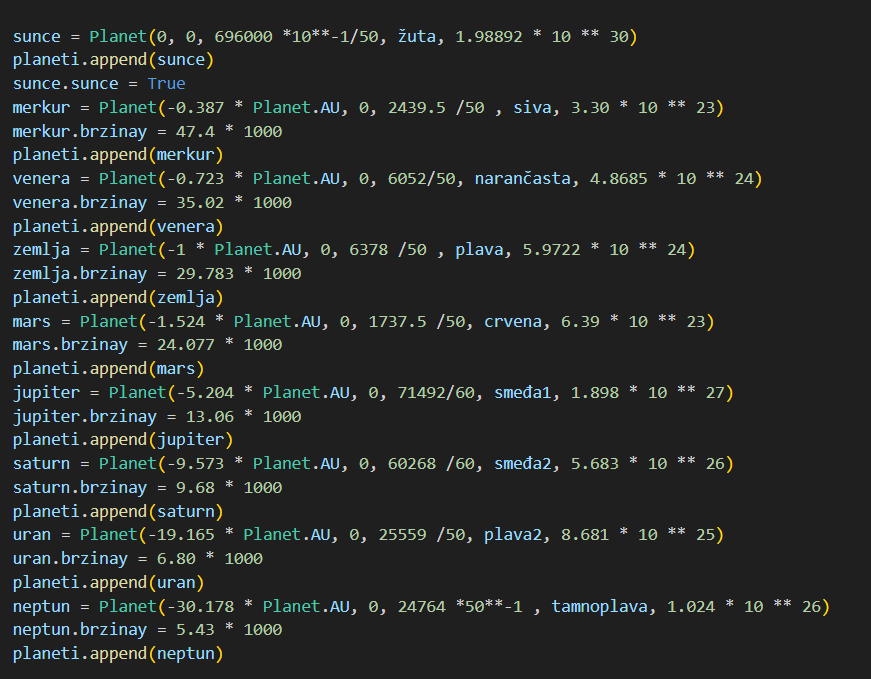 sunce = Planet(0, 0, 696000 *10**-1/50, žuta, 1.98892 * 10 ** 30)
planeti.append(sunce)
sunce.sunce = True
merkur = Planet(-0.387 * Planet.AU, 0, 2439.5 /50 , siva, 3.30 * 10 ** 23)
merkur.brzinay = 47.4 * 1000
planeti.append(merkur)
venera = Planet(-0.723 * Planet.AU, 0, 6052/50, narančasta, 4.8685 * 10 ** 24)
venera.brzinay = 35.02 * 1000
planeti.append(venera)
zemlja = Planet(-1 * Planet.AU, 0, 6378 /50 , plava, 5.9722 * 10 ** 24)
zemlja.brzinay = 29.783 * 1000
planeti.append(zemlja)
mars = Planet(-1.524 * Planet.AU, 0, 1737.5 /50, crvena, 6.39 * 10 ** 23)
mars.brzinay = 24.077 * 1000
planeti.append(mars)
jupiter = Planet(-5.204 * Planet.AU, 0, 71492/60, smeđa1, 1.898 * 10 ** 27)
jupiter.brzinay = 13.06 * 1000
planeti.append(jupiter)
saturn = Planet(-9.573 * Planet.AU, 0, 60268 /60, smeđa2, 5.683 * 10 ** 26)
saturn.brzinay = 9.68 * 1000
planeti.append(saturn)
uran = Planet(-19.165 * Planet.AU, 0, 25559 /50, plava2, 8.681 * 10 ** 25)
uran.brzinay = 6.80 * 1000
planeti.append(uran)
neptun = Planet(-30.178 * Planet.AU, 0, 24764 *50**-1 , tamnoplava, 1.024 * 10 ** 26)
neptun.brzinay = 5.43 * 1000
planeti.append(neptun)